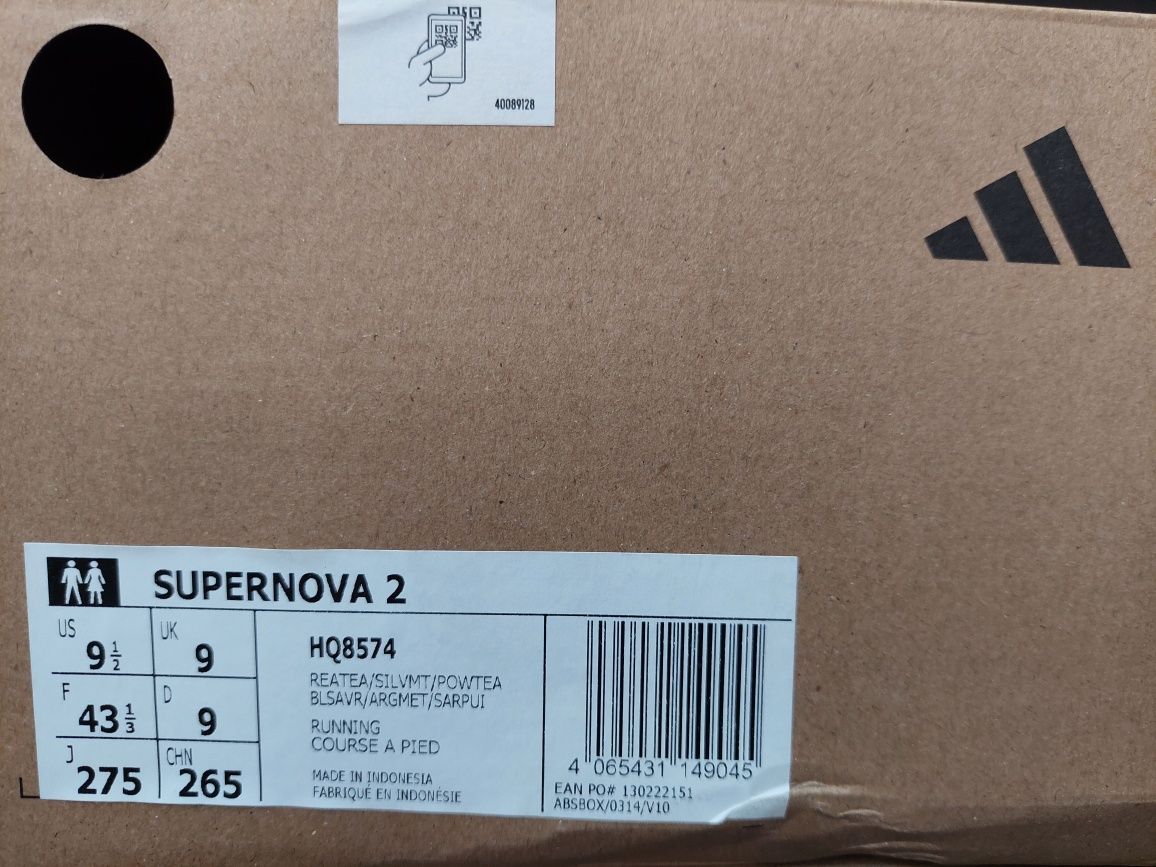 40089128
SUPERNOVA 2
US 9 1/2
UK 9
F 43 1/3
D 9
J 275
CHN 265
HQ8574
REATEA/SILVMT/POWTEA
BLSAVR/ARGMET/SARPUI
RUNNING
COURSE A PIED
MADE IN INDONESIA
FABRIQUÉ EN INDONÉSIE
4 065431 149045
EAN PO# 130222151
ABSBOX/0314/V10